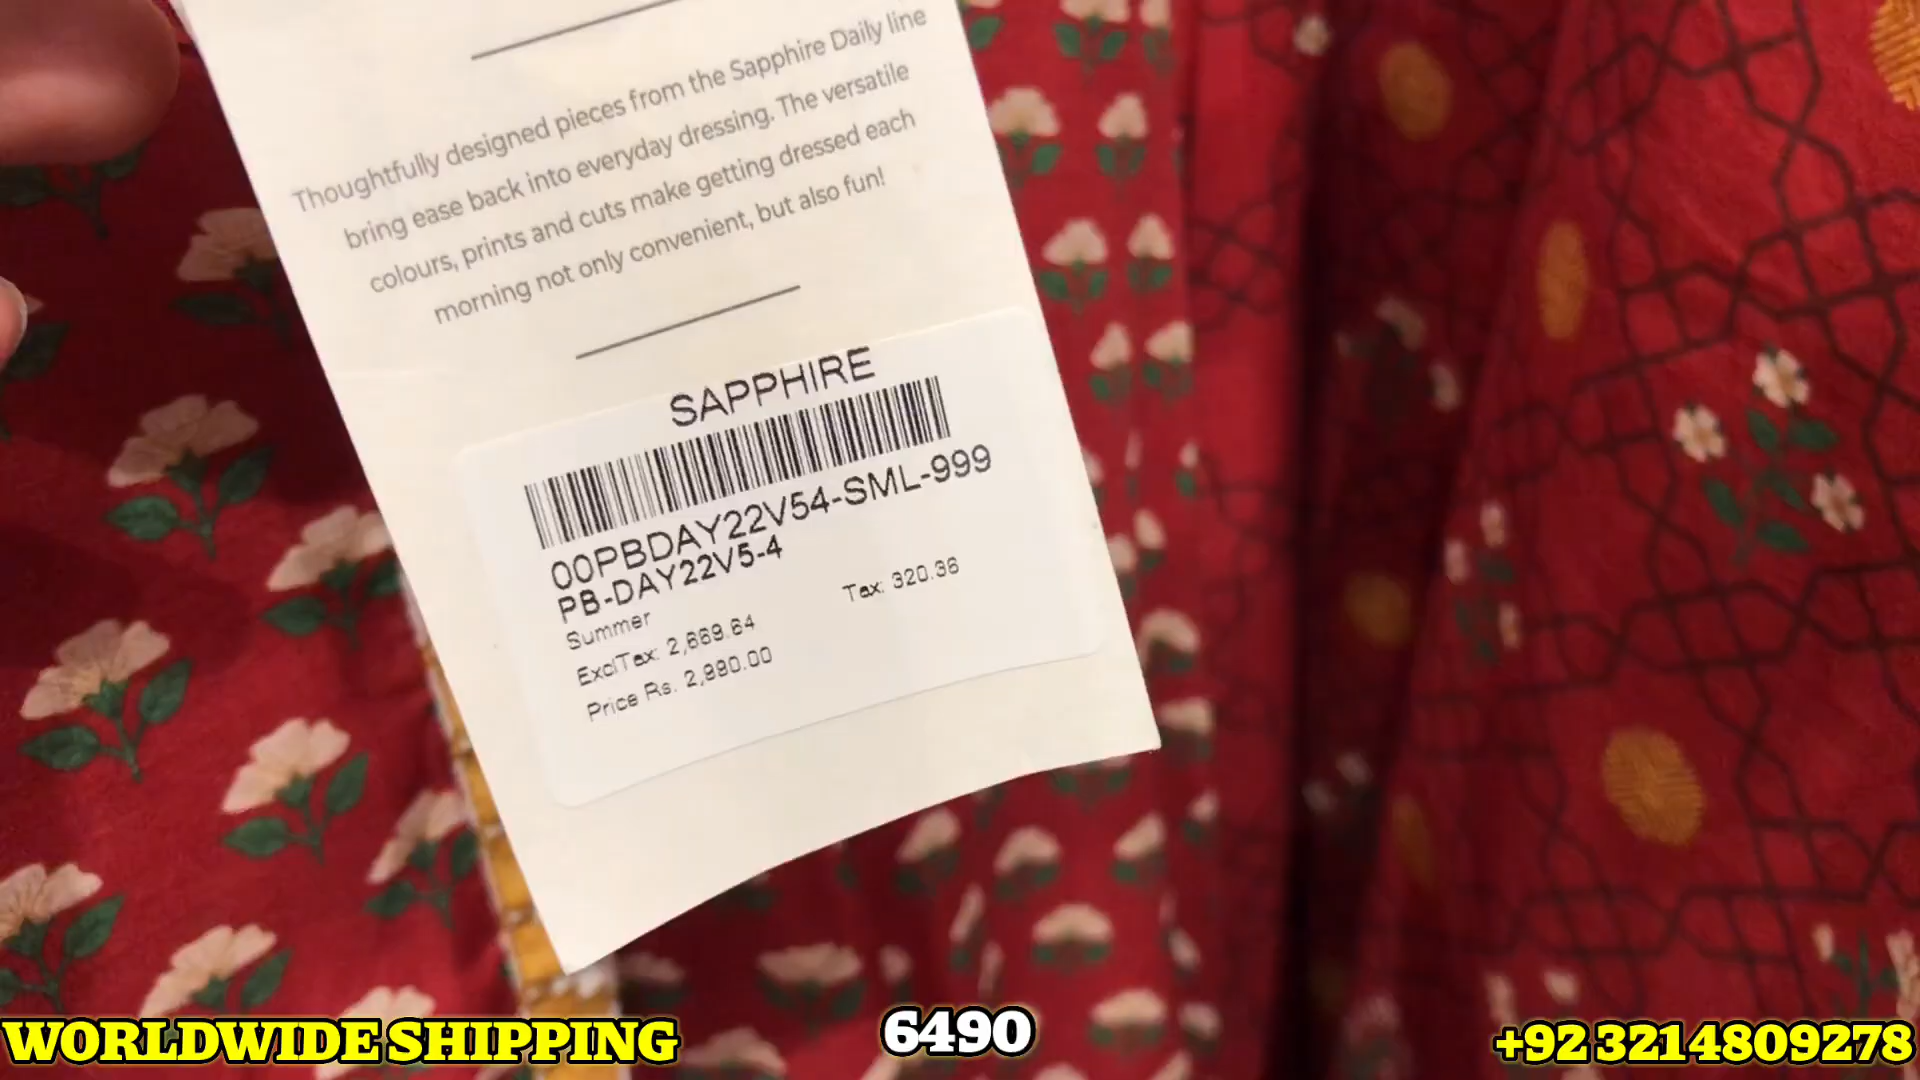 Thoughtfully designed pieces from the Sapphire Daily line
bring ease back into everyday dressing. The versatile
colours, prints and cuts make getting dressed each
morning not only convenient, but also fun!
SAPPHIRE
00PBDAY22V54-SML-999
PB-DAY22V5-4
Summer
ExclTax: 2,669.64 Tax: 320.36
Price Rs. 2,990.00
WORLDWIDE SHIPPING
6490
+92 3214809278